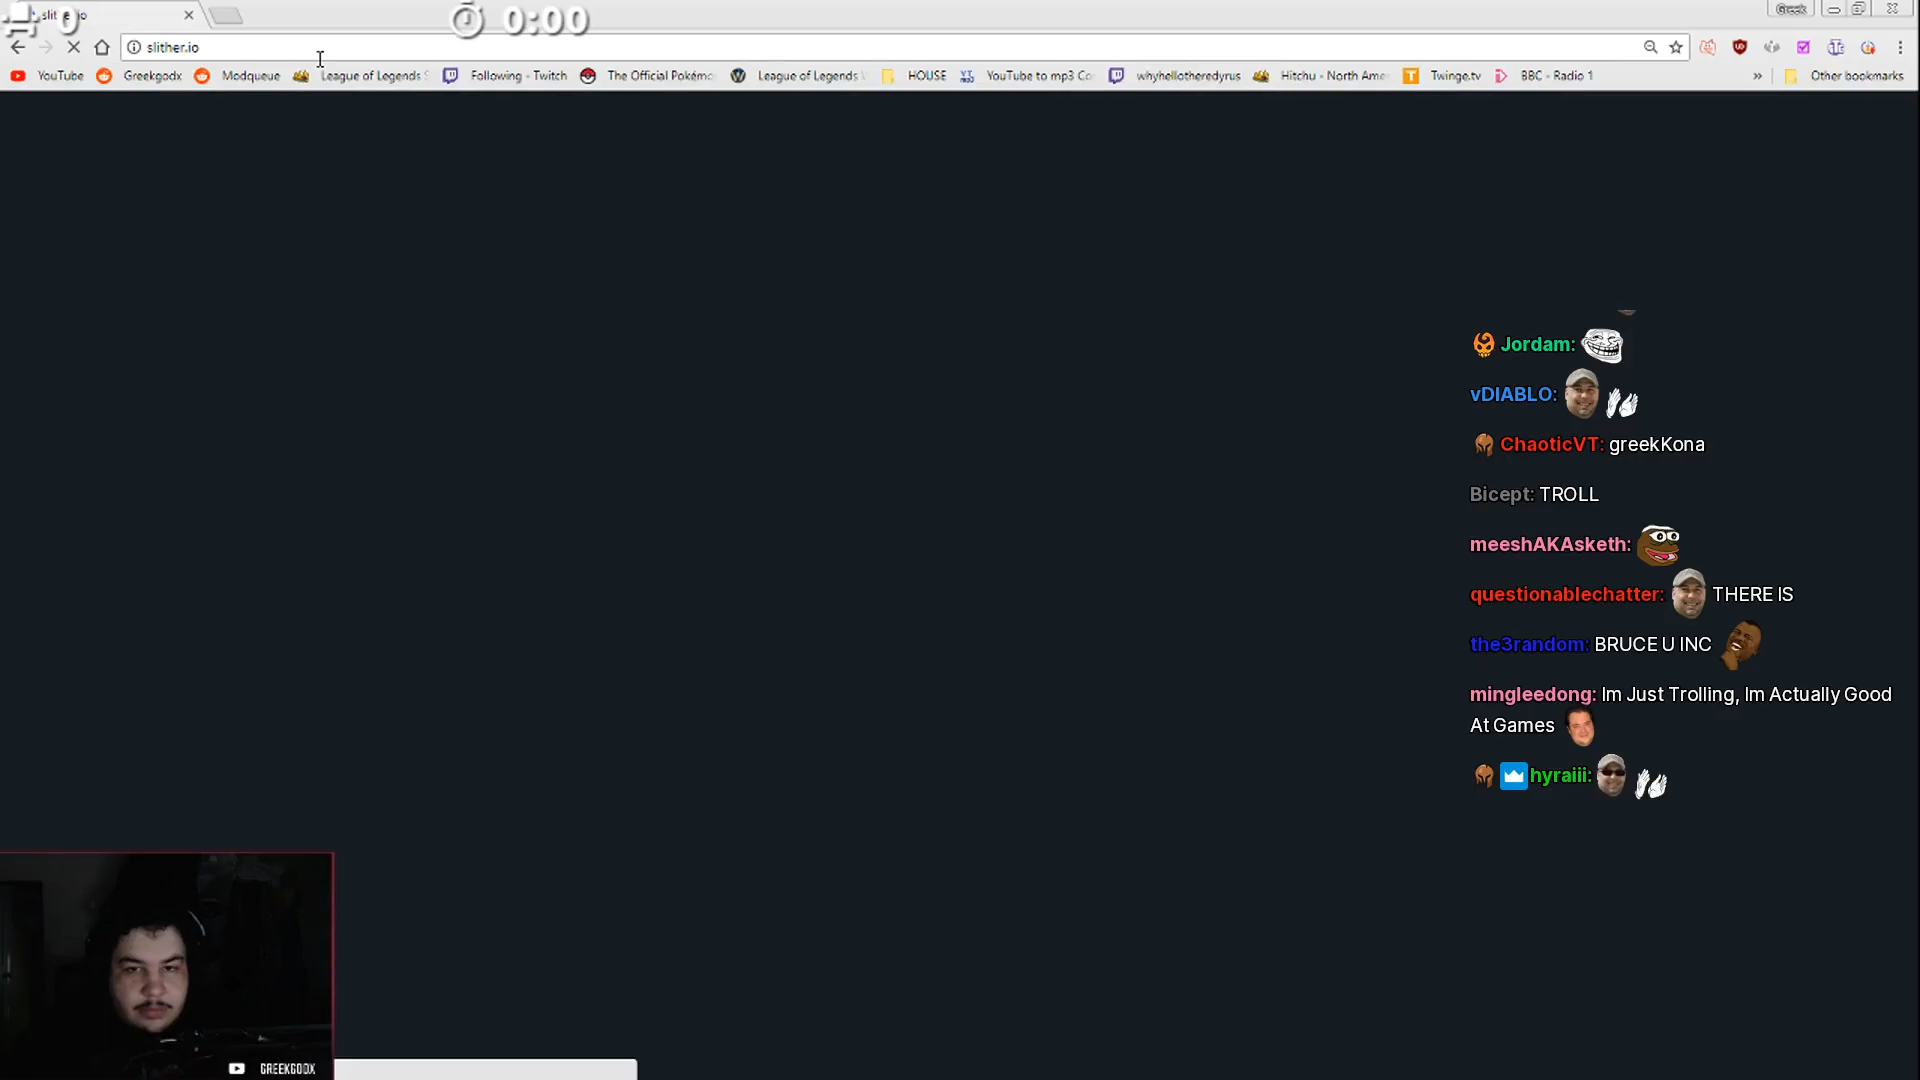 0
0:00
Greek
slither.io
YouTube Greekgodx Modqueue League of Legends Following - Twitch The Official Pokémo League of Legends HOUSE YouTube to mp3 Co whyhellotheredyrus Hitchu - North Ame Twinge.tv BBC - Radio 1 » Other bookmarks
Jordam:
vDIABLO:
ChaoticVT: greekKona
Bicept: TROLL
meeshAKAsketh:
questionablechatter: THERE IS
the3random: BRUCE U INC
mingleedong: Im Just Trolling, Im Actually Good
At Games
hyraiii:
GREEKGODX